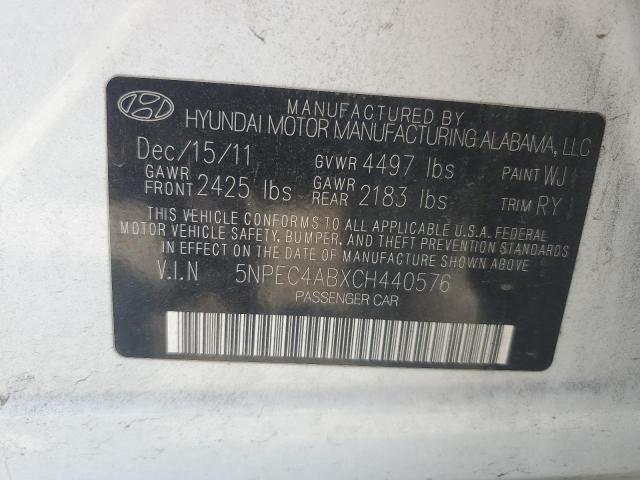 MANUFACTURED BY
HYUNDAI MOTOR MANUFACTURING ALABAMA, LLC
Dec/15/11 GVWR 4497 lbs PAINT WJ
GAWR FRONT 2425 lbs GAWR REAR 2183 lbs TRIM RY
THIS VEHICLE CONFORMS TO ALL APPLICABLE U.S.A. FEDERAL
MOTOR VEHICLE SAFETY, BUMPER, AND THEFT PREVENTION STANDARDS
IN EFFECT ON THE DATE OF MANUFACTURE SHOWN ABOVE.
V.I.N 5NPEC4ABXCH440576
PASSENGER CAR